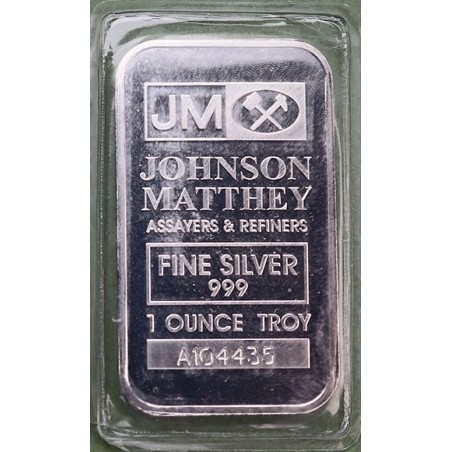 JM
JOHNSON
MATTHEY
ASSAYERS & REFINERS
FINE SILVER
999
1 OUNCE TROY
A104435